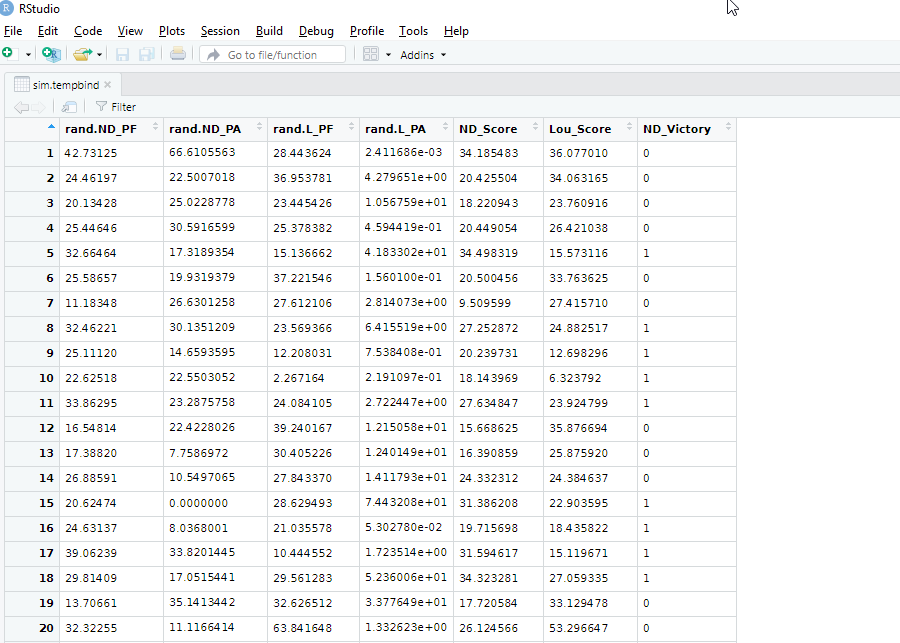 R RStudio
File Edit Code View Plots Session Build Debug Profile Tools Help
R Go to file/function Addins
sim.tempbind ×
Filter
rand.ND_PF rand.ND_PA rand.L_PF rand.L_PA ND_Score Lou_Score ND_Victory
1 42.73125 66.6105563 28.443624 2.411686e-03 34.185483 36.077010 0
2 24.46197 22.5007018 36.953781 4.279651e+00 20.425504 34.063165 0
3 20.13428 25.0228778 23.445426 1.056759e+01 18.220943 23.760916 0
4 25.44646 30.5916599 25.378382 4.594419e-01 20.449054 26.421038 0
5 32.66464 17.3189354 15.136662 4.183302e+01 34.498319 15.573116 1
6 25.58657 19.9319379 37.221546 1.560100e-01 20.500456 33.763625 0
7 11.18348 26.6301258 27.612106 2.814073e+00 9.509599 27.415710 0
8 32.46221 30.1351209 23.569366 6.415519e+00 27.252872 24.882517 1
9 25.11120 14.6593595 12.208031 7.538408e-01 20.239731 12.698296 1
10 22.62518 22.5503052 2.267164 2.191097e-01 18.143969 6.323792 1
11 33.86295 23.2875758 24.084105 2.722447e+00 27.634847 23.924799 1
12 16.54814 22.4228026 39.240167 1.215058e+01 15.668625 35.876694 0
13 17.38820 7.7586972 30.405226 1.240149e+01 16.390859 25.875920 0
14 26.88591 10.5497065 27.843370 1.411793e+01 24.332312 24.384637 0
15 20.62474 0.0000000 28.629493 7.443208e+01 31.386208 22.903595 1
16 24.63137 8.0368001 21.035578 5.302780e-02 19.715698 18.435822 1
17 39.06239 33.8201445 10.444552 1.723514e+00 31.594617 15.119671 1
18 29.81409 17.0515441 29.561283 5.236006e+01 34.323281 27.059335 1
19 13.70661 35.1413442 32.626512 3.377649e+01 17.720584 33.129478 0
20 32.32255 11.1166414 63.841648 1.332623e+00 26.124566 53.296647 0